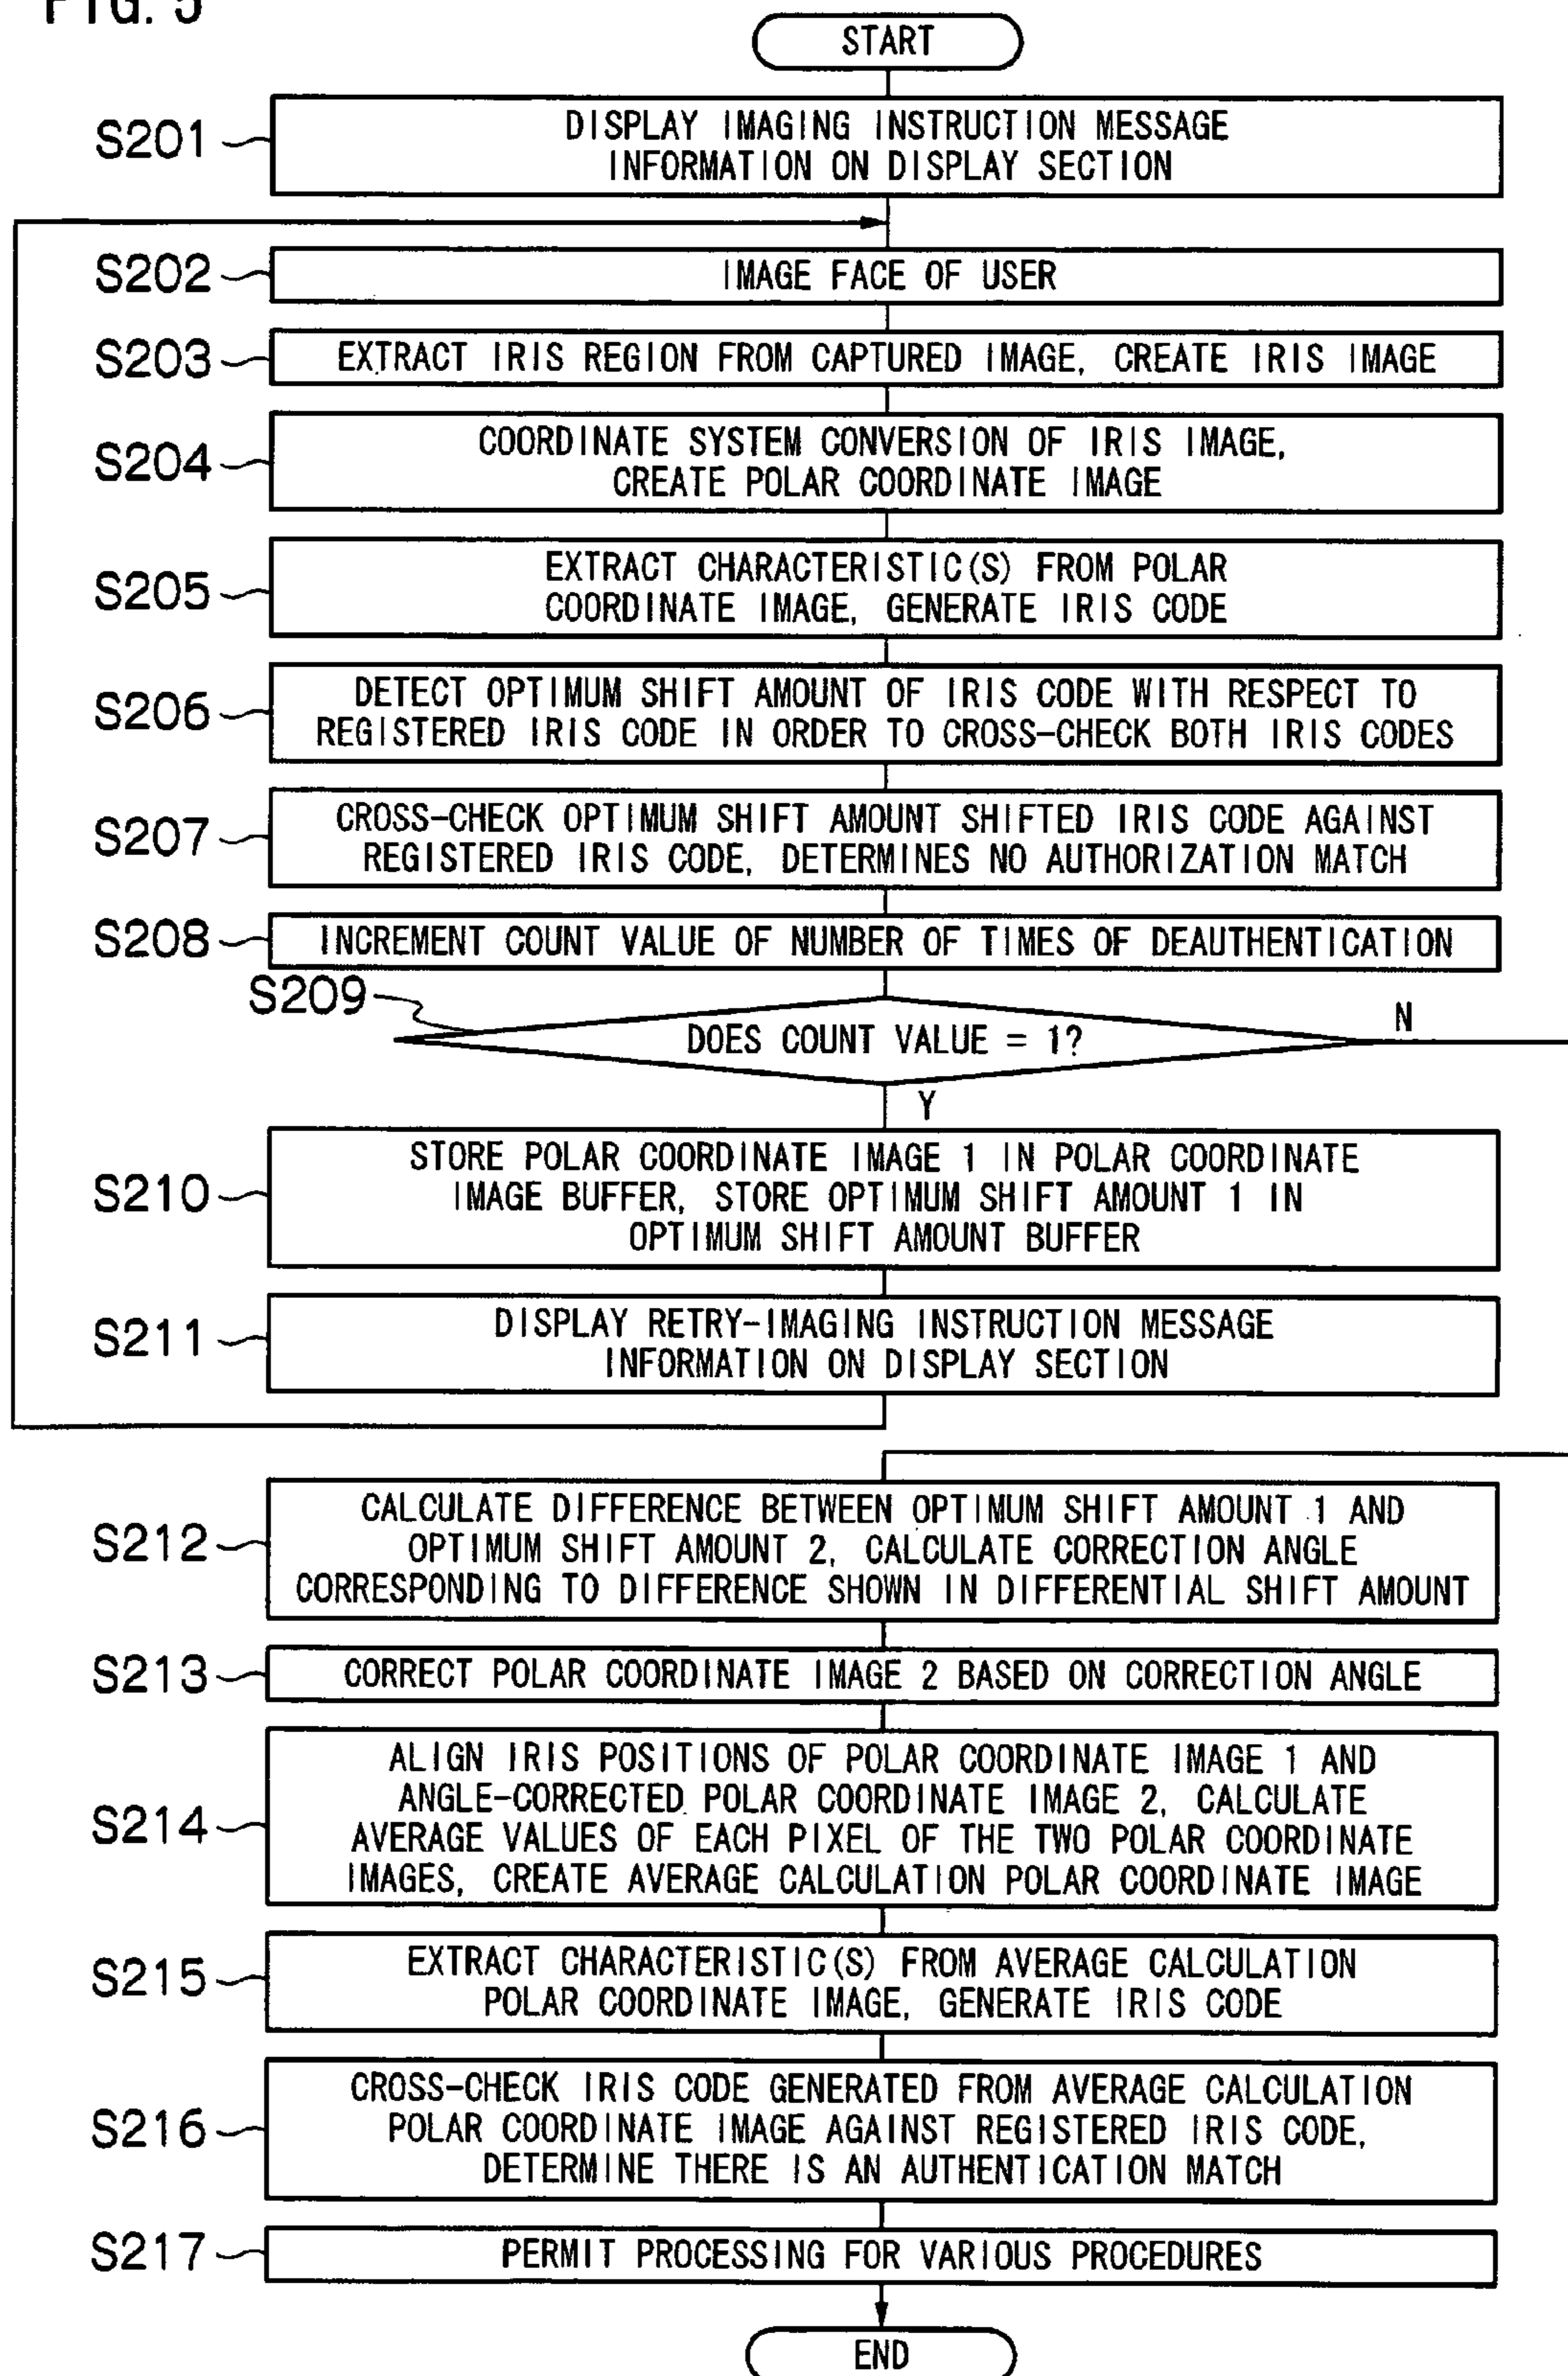 FIG. 5
START
S201
DISPLAY IMAGING INSTRUCTION MESSAGE
INFORMATION ON DISPLAY SECTION
S202
IMAGE FACE OF USER
S203
EXTRACT IRIS REGION FROM CAPTURED IMAGE, CREATE IRIS IMAGE
S204
COORDINATE SYSTEM CONVERSION OF IRIS IMAGE,
CREATE POLAR COORDINATE IMAGE
S205
EXTRACT CHARACTERISTIC(S) FROM POLAR
COORDINATE IMAGE, GENERATE IRIS CODE
S206
DETECT OPTIMUM SHIFT AMOUNT OF IRIS CODE WITH RESPECT TO
REGISTERED IRIS CODE IN ORDER TO CROSS-CHECK BOTH IRIS CODES
S207
CROSS-CHECK OPTIMUM SHIFT AMOUNT SHIFTED IRIS CODE AGAINST
REGISTERED IRIS CODE, DETERMINES NO AUTHORIZATION MATCH
S208
INCREMENT COUNT VALUE OF NUMBER OF TIMES OF DEAUTHENTICATION
S209
DOES COUNT VALUE = 1?
N
Y
S210
STORE POLAR COORDINATE IMAGE 1 IN POLAR COORDINATE
IMAGE BUFFER, STORE OPTIMUM SHIFT AMOUNT 1 IN
OPTIMUM SHIFT AMOUNT BUFFER
S211
DISPLAY RETRY-IMAGING INSTRUCTION MESSAGE
INFORMATION ON DISPLAY SECTION
S212
CALCULATE DIFFERENCE BETWEEN OPTIMUM SHIFT AMOUNT 1 AND
OPTIMUM SHIFT AMOUNT 2, CALCULATE CORRECTION ANGLE
CORRESPONDING TO DIFFERENCE SHOWN IN DIFFERENTIAL SHIFT AMOUNT
S213
CORRECT POLAR COORDINATE IMAGE 2 BASED ON CORRECTION ANGLE
S214
ALIGN IRIS POSITIONS OF POLAR COORDINATE IMAGE 1 AND
ANGLE-CORRECTED POLAR COORDINATE IMAGE 2, CALCULATE
AVERAGE VALUES OF EACH PIXEL OF THE TWO POLAR COORDINATE
IMAGES, CREATE AVERAGE CALCULATION POLAR COORDINATE IMAGE
S215
EXTRACT CHARACTERISTIC(S) FROM AVERAGE CALCULATION
POLAR COORDINATE IMAGE, GENERATE IRIS CODE
S216
CROSS-CHECK IRIS CODE GENERATED FROM AVERAGE CALCULATION
POLAR COORDINATE IMAGE AGAINST REGISTERED IRIS CODE,
DETERMINE THERE IS AN AUTHENTICATION MATCH
S217
PERMIT PROCESSING FOR VARIOUS PROCEDURES
END